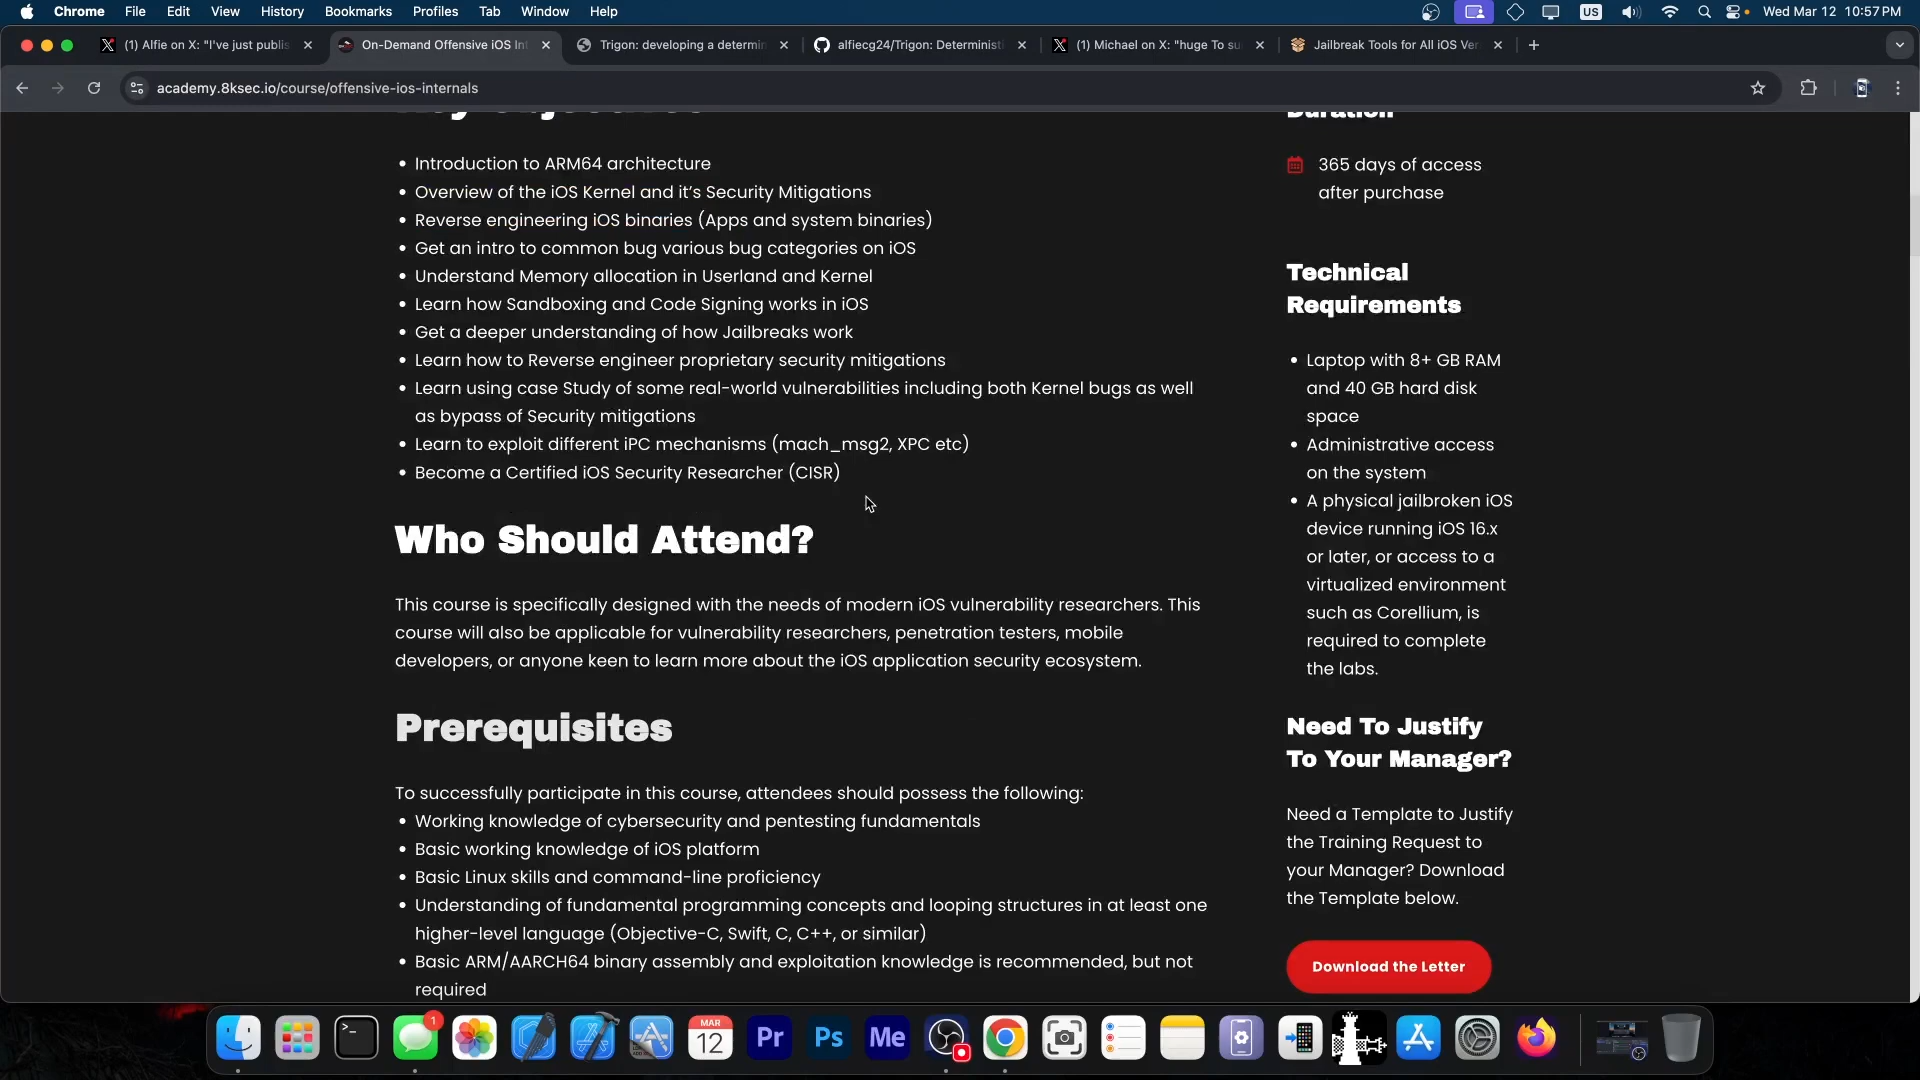 Chrome File Edit View History Bookmarks Profiles Tab Window Help
US
Wed Mar 12 10:57 PM
(1) Alfie on X: "I've just publis
On-Demand Offensive iOS Int
Trigon: developing a determin
alfiecg24/Trigon: Determinist
(1) Michael on X: "huge To su
Jailbreak Tools for All iOS Ver
academy.8ksec.io/course/offensive-ios-internals
Key Objectives
• Introduction to ARM64 architecture
• Overview of the iOS Kernel and it's Security Mitigations
• Reverse engineering iOS binaries (Apps and system binaries)
• Get an intro to common bug various bug categories on iOS
• Understand Memory allocation in Userland and Kernel
• Learn how Sandboxing and Code Signing works in iOS
• Get a deeper understanding of how Jailbreaks work
• Learn how to Reverse engineer proprietary security mitigations
• Learn using case Study of some real-world vulnerabilities including both Kernel bugs as well
as bypass of Security mitigations
• Learn to exploit different iPC mechanisms (mach_msg2, XPC etc)
• Become a Certified iOS Security Researcher (CISR)
Who Should Attend?
This course is specifically designed with the needs of modern iOS vulnerability researchers. This
course will also be applicable for vulnerability researchers, penetration testers, mobile
developers, or anyone keen to learn more about the iOS application security ecosystem.
Prerequisites
To successfully participate in this course, attendees should possess the following:
• Working knowledge of cybersecurity and pentesting fundamentals
• Basic working knowledge of iOS platform
• Basic Linux skills and command-line proficiency
• Understanding of fundamental programming concepts and looping structures in at least one
higher-level language (Objective-C, Swift, C, C++, or similar)
• Basic ARM/AARCH64 binary assembly and exploitation knowledge is recommended, but not
required
Duration
365 days of access
after purchase
Technical
Requirements
• Laptop with 8+ GB RAM
and 40 GB hard disk
space
• Administrative access
on the system
• A physical jailbroken iOS
device running iOS 16.x
or later, or access to a
virtualized environment
such as Corellium, is
required to complete
the labs.
Need To Justify
To Your Manager?
Need a Template to Justify
the Training Request to
your Manager? Download
the Template below.
Download the Letter
1
MAR
12
Pr
Ps
Me